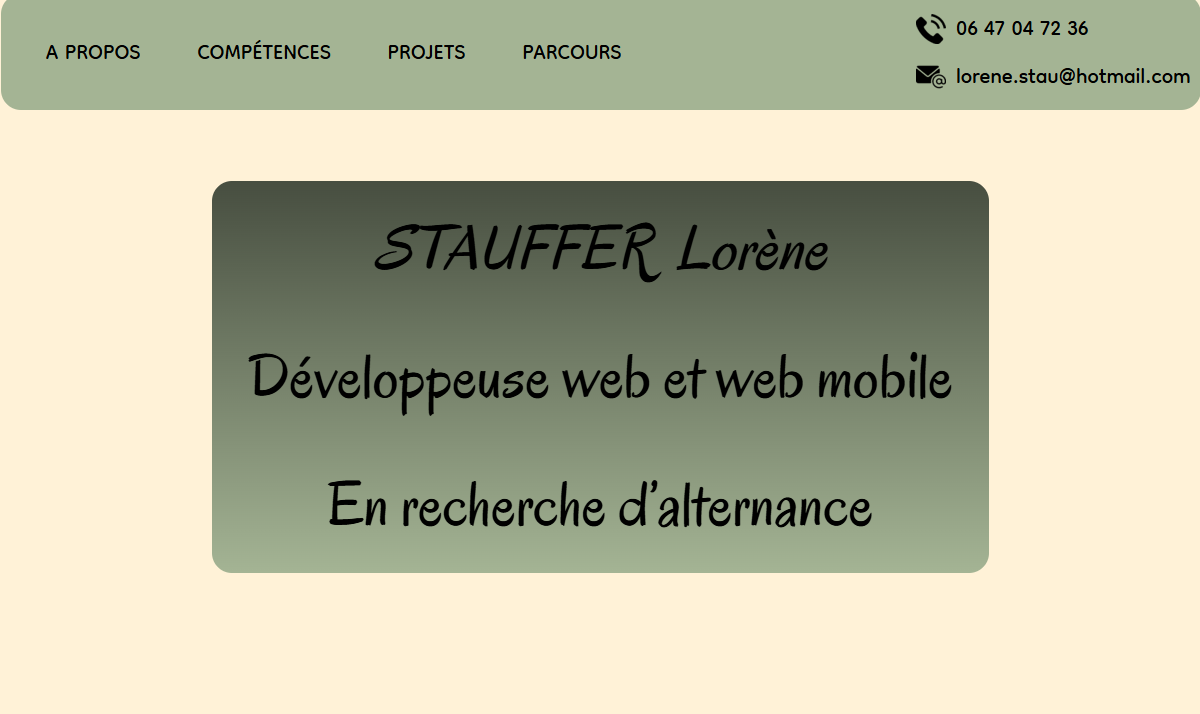 A PROPOS
COMPÉTENCES
PROJETS
PARCOURS
06 47 04 72 36
lorene.stau@hotmail.com
STAUFFER Lorène
Développeuse web et web mobile
En recherche d’alternance